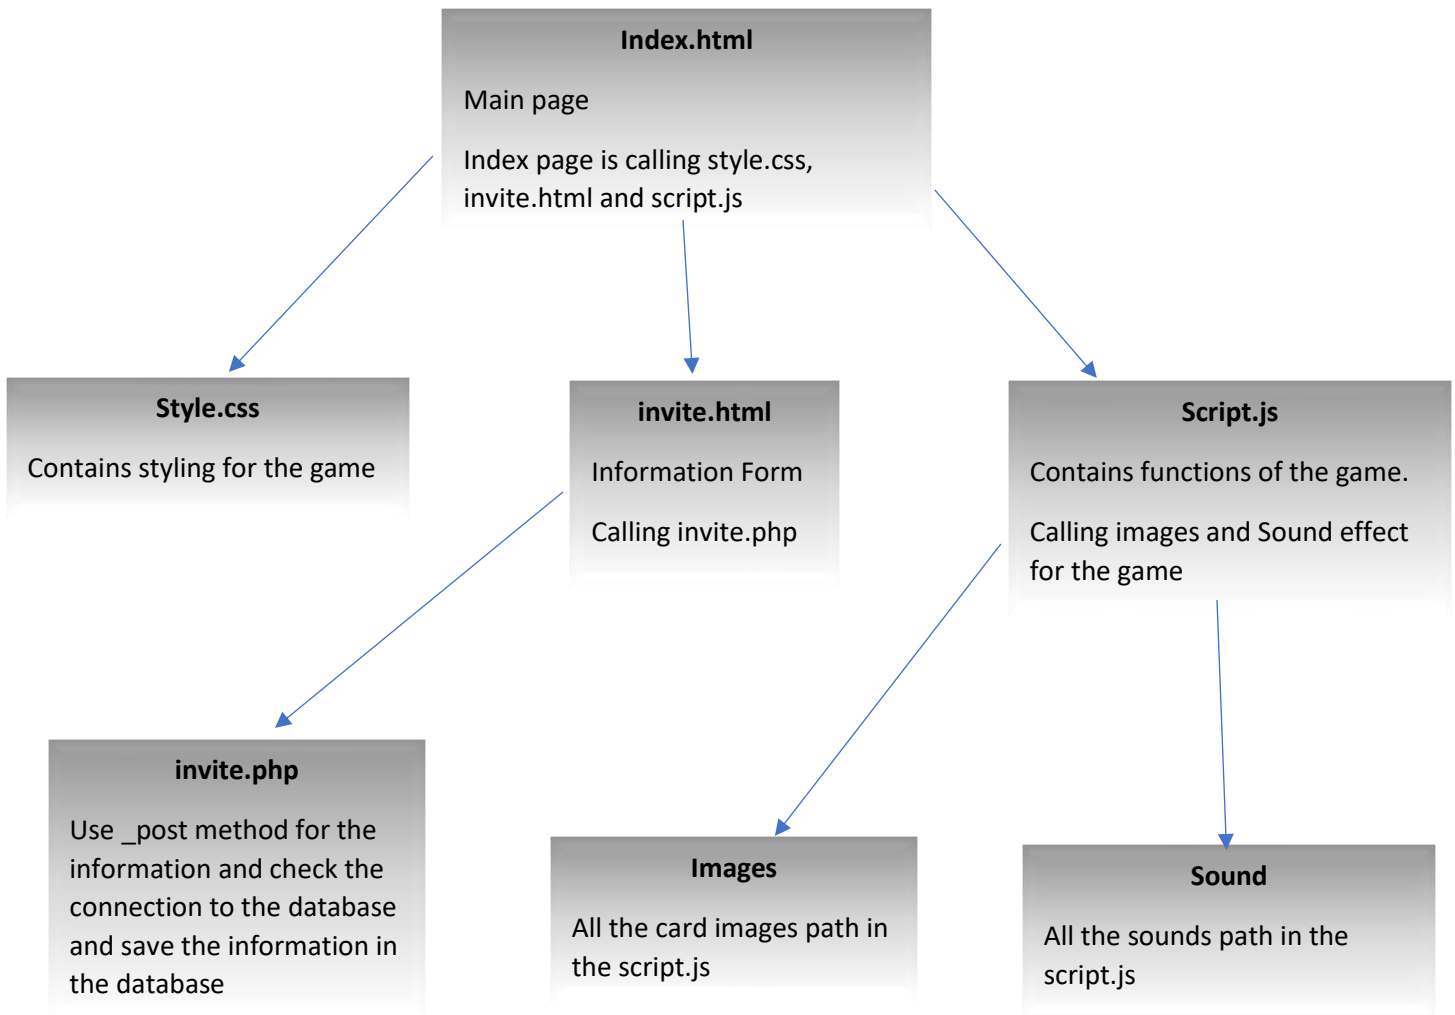 Index.html
Main page
Index page is calling style.css,
invite.html and script.js
Style.css
Contains styling for the game
invite.html
Information Form
Calling invite.php
Script.js
Contains functions of the game.
Calling images and Sound effect
for the game
invite.php
Use _post method for the
information and check the
connection to the database
and save the information in
the database
Images
All the card images path in
the script.js
Sound
All the sounds path in the
script.js